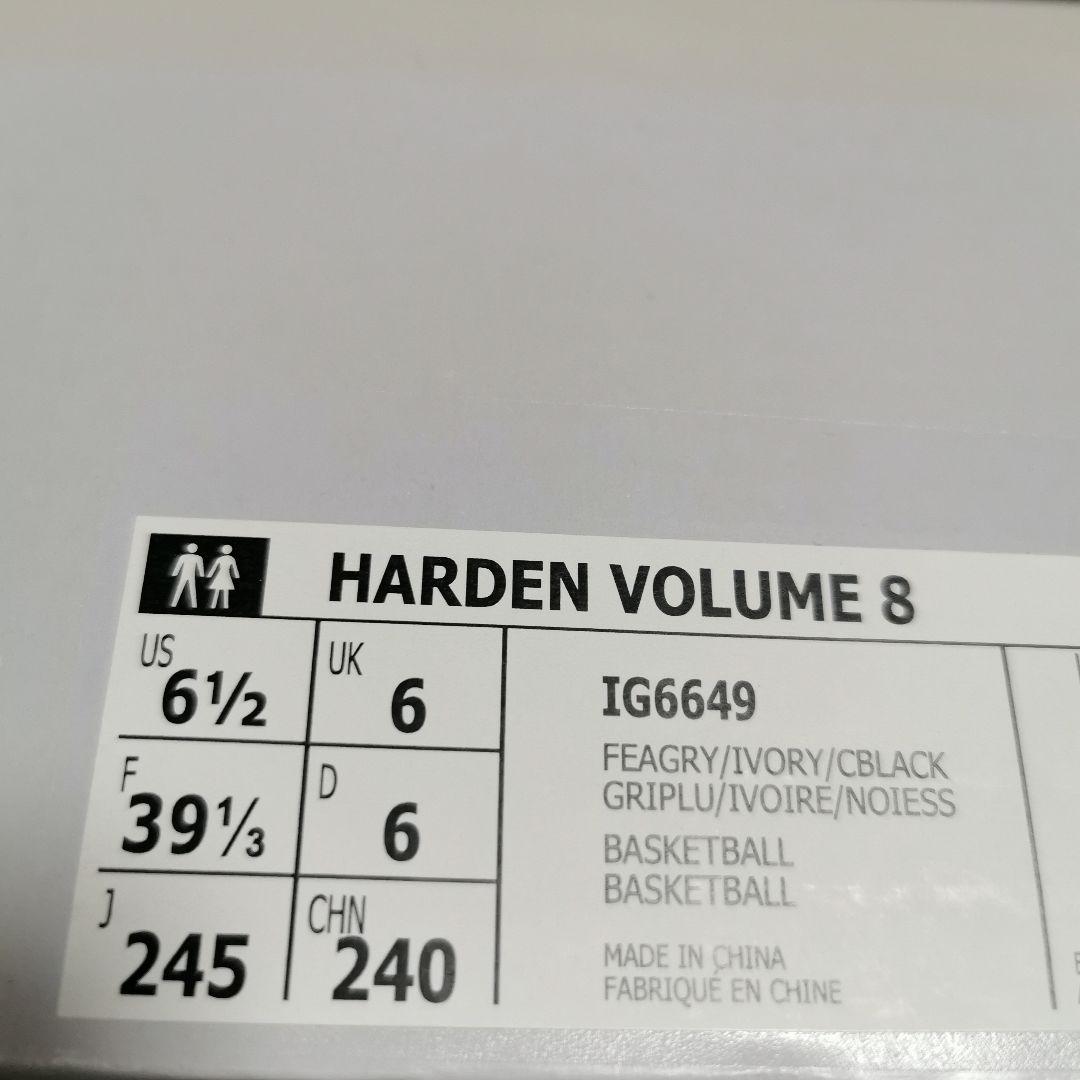 HARDEN VOLUME 8
US
6½
UK
6
F
39⅓
D
6
J
245
CHN
240
IG6649
FEAGRY/IVORY/CBLACK
GRIPLU/IVOIRE/NOIESS
BASKETBALL
BASKETBALL
MADE IN CHINA
FABRIQUÉ EN CHINE